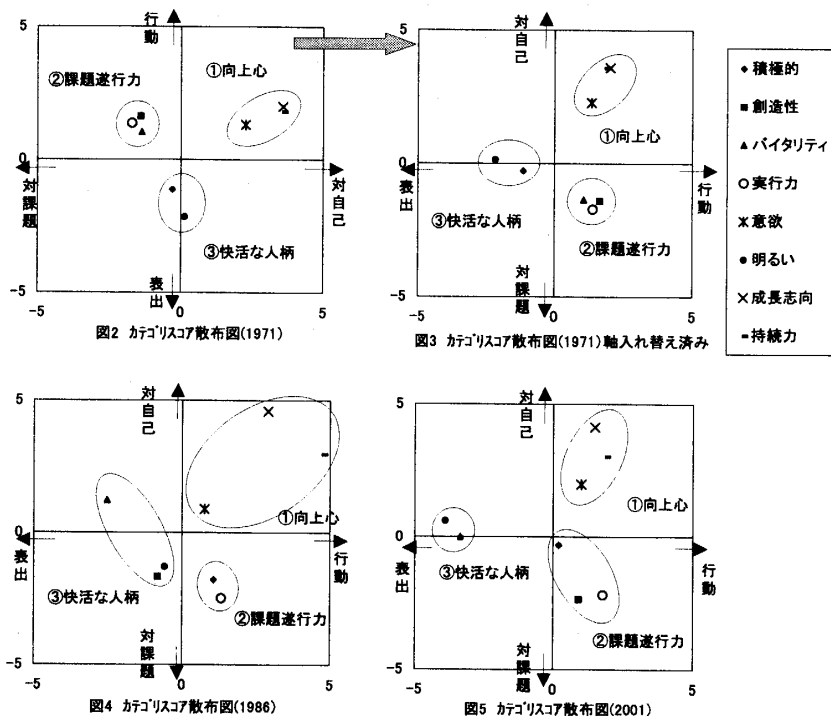 5
行動
②課題遂行力
①向上心
0
対課題
対自己
③快活な人柄
表出
-5
-5
0
5
図2 カテゴリスコア散布図(1971)
5
対自己
①向上心
0
表出
行動
③快活な人柄
②課題遂行力
対課題
-5
-5
0
5
図3 カテゴリスコア散布図(1971)軸入れ替え済み
積極的
創造性
バイタリティ
実行力
意欲
明るい
成長志向
持続力
5
対自己
①向上心
0
表出
行動
③快活な人柄
②課題遂行力
対課題
-5
-5
0
5
図4 カテゴリスコア散布図(1986)
5
対自己
①向上心
0
表出
行動
③快活な人柄
②課題遂行力
対課題
-5
-5
0
5
図5 カテゴリスコア散布図(2001)